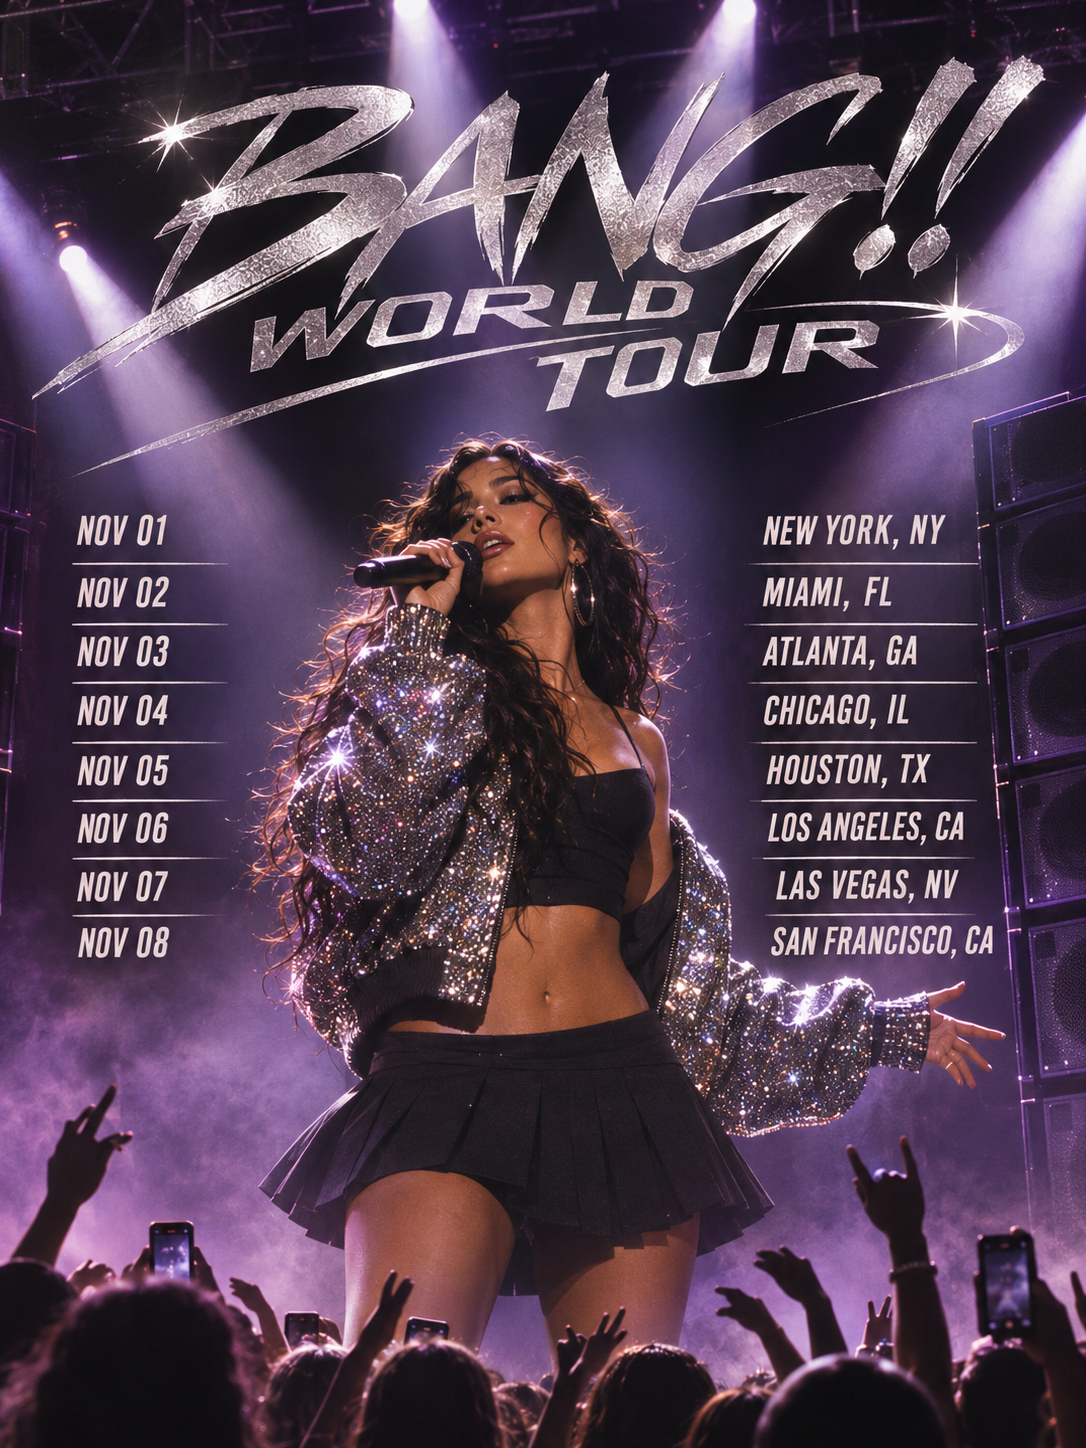 BANG!!
WORLD
TOUR
NOV 01 NEW YORK, NY
NOV 02 MIAMI, FL
NOV 03 ATLANTA, GA
NOV 04 CHICAGO, IL
NOV 05 HOUSTON, TX
NOV 06 LOS ANGELES, CA
NOV 07 LAS VEGAS, NV
NOV 08 SAN FRANCISCO, CA